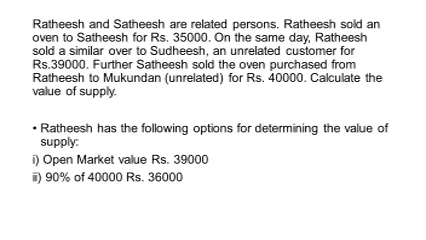 Ratheesh and Satheesh are related persons. Ratheesh sold an
oven to Satheesh for Rs. 35000. On the same day, Ratheesh
sold a similar over to Sudheesh, an unrelated customer for
Rs.39000. Further Satheesh sold the oven purchased from
Ratheesh to Mukundan (unrelated) for Rs. 40000. Calculate the
value of supply.
• Ratheesh has the following options for determining the value of
supply:
i) Open Market value Rs. 39000
ii) 90% of 40000 Rs. 36000